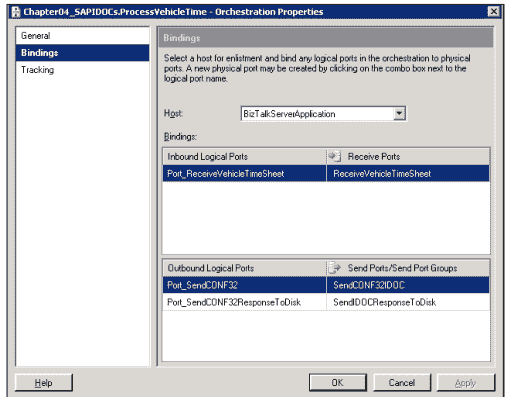 Chapter04_SAPIDOCs.ProcessVehicleTime - Orchestration Properties
General
Bindings
Tracking
Bindings
Select a host for enlistment and bind any logical ports in the orchestration to physical
ports. A new physical port may be created by clicking on the combo box next to the
logical port name.
Host: BizTalkServerApplication
Bindings:
Inbound Logical Ports Receive Ports
Port_ReceiveVehicleTimeSheet ReceiveVehicleTimeSheet
Outbound Logical Ports Send Ports/Send Port Groups
Port_SendCONF32 SendCONF32IDOC
Port_SendCONF32ResponseToDisk SendIDOCResponseToDisk
Help OK Cancel Apply